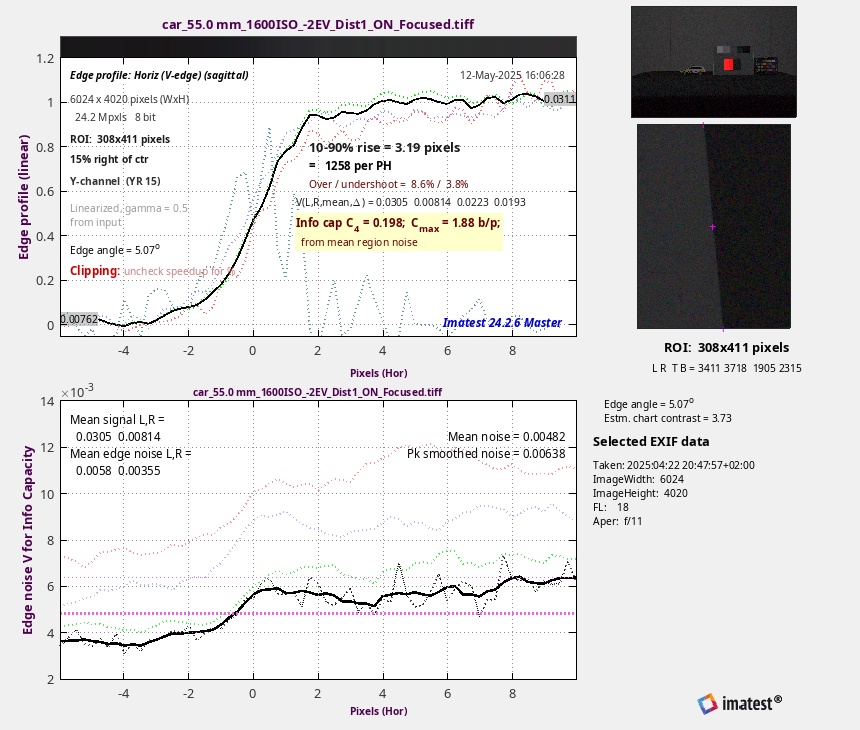 car_55.0 mm_1600ISO_-2EV_Dist1_ON_Focused.tiff
Edge profile: Horiz (V-edge) (sagittal)
12-May-2025 16:06:28
6024 x 4020 pixels (WxH)
24.2 Mpxls 8 bit
ROI: 308x411 pixels
15% right of ctr
Y-channel (YR 15)
Linearized, gamma = 0.5
from input
Edge angle = 5.07o
Clipping: uncheck speedup for %
0.0311
10-90% rise = 3.19 pixels
= 1258 per PH
Over / undershoot = 8.6% / 3.8%
V(L,R,mean,Δ) = 0.0305 0.00814 0.0223 0.0193
Info cap C4 = 0.198; Cmax = 1.88 b/p;
from mean region noise
0.00762
Imatest 24.2.6 Master
Edge profile (linear)
1.2
1
0.8
0.6
0.4
0.2
0
-4 -2 0 2 4 6 8
Pixels (Hor)
ROI: 308x411 pixels
L R T B = 3411 3718 1905 2315
car_55.0 mm_1600ISO_-2EV_Dist1_ON_Focused.tiff
×10-3
Mean signal L,R =
0.0305 0.00814
Mean edge noise L,R =
0.0058 0.00355
Mean noise = 0.00482
Pk smoothed noise = 0.00638
Edge noise V for Info Capacity
14
12
10
8
6
4
2
-4 -2 0 2 4 6 8
Pixels (Hor)
Edge angle = 5.07o
Estm. chart contrast = 3.73
Selected EXIF data
Taken: 2025:04:22 20:47:57+02:00
ImageWidth: 6024
ImageHeight: 4020
FL: 18
Aper: f/11
imatest®